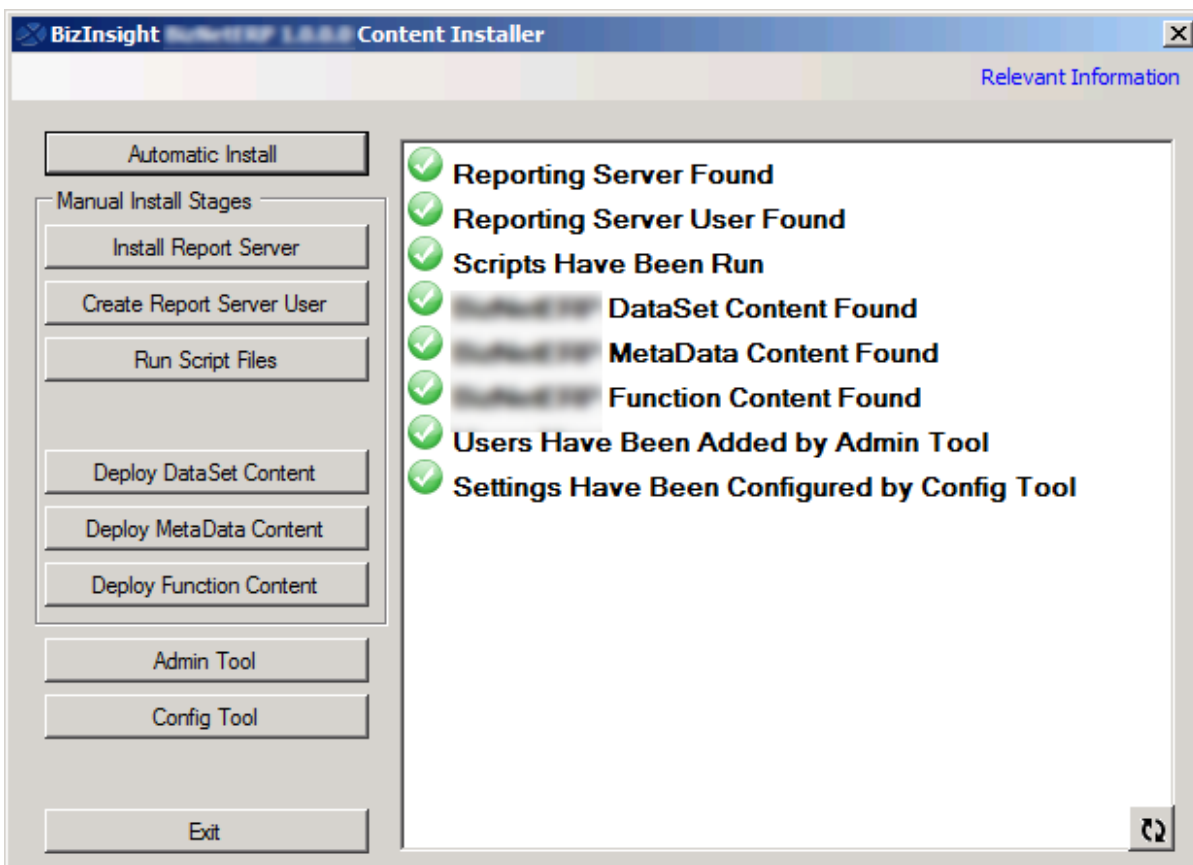 BizInsight Content Installer
Relevant Information
Automatic Install
Manual Install Stages
Install Report Server
Create Report Server User
Run Script Files
Deploy DataSet Content
Deploy MetaData Content
Deploy Function Content
Admin Tool
Config Tool
Exit
Reporting Server Found
Reporting Server User Found
Scripts Have Been Run
DataSet Content Found
MetaData Content Found
Function Content Found
Users Have Been Added by Admin Tool
Settings Have Been Configured by Config Tool